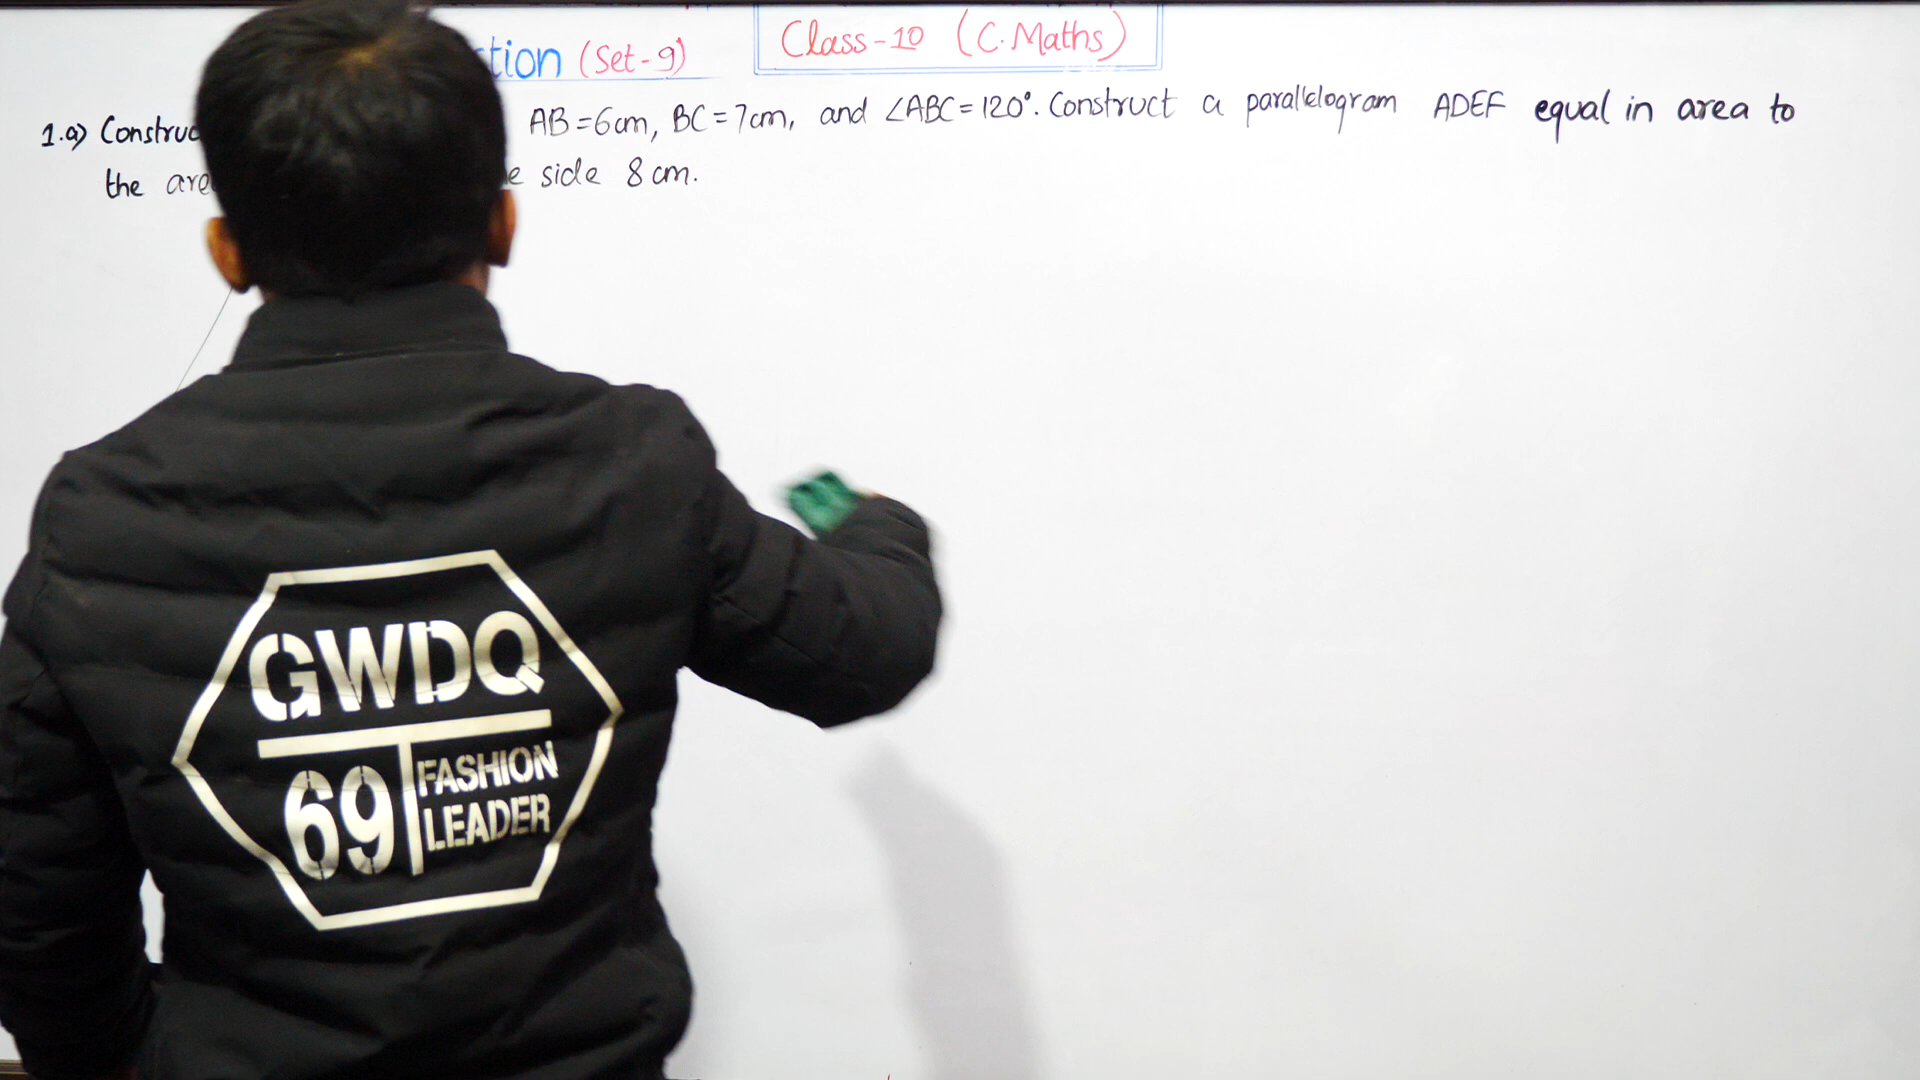 tion (Set-9)
Class-10 (C.Maths)
1.a) Construc AB=6cm, BC=7cm, and ∠ABC=120°. Construct a parallelogram ADEF equal in area to
the are e side 8cm.
GWDQ
69 FASHION
LEADER